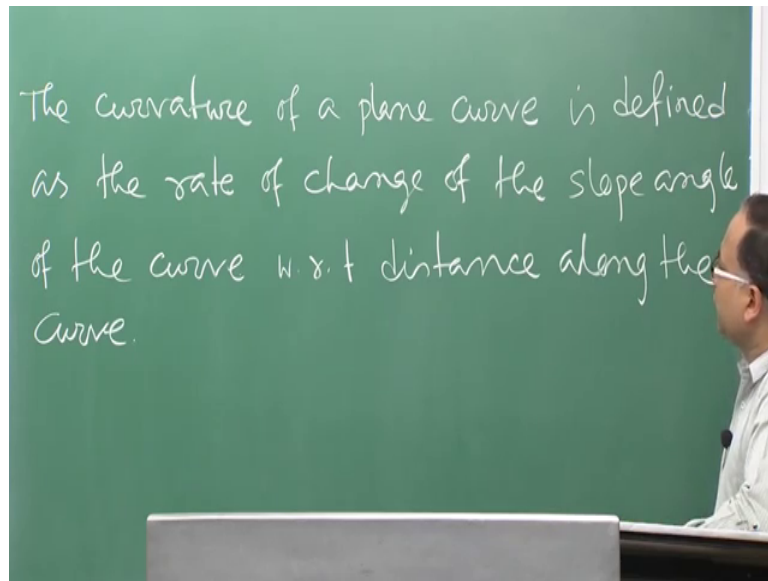 The curvature of a plane curve is defined
as the rate of change of the slope angle
of the curve w.r.t distance along the
curve.